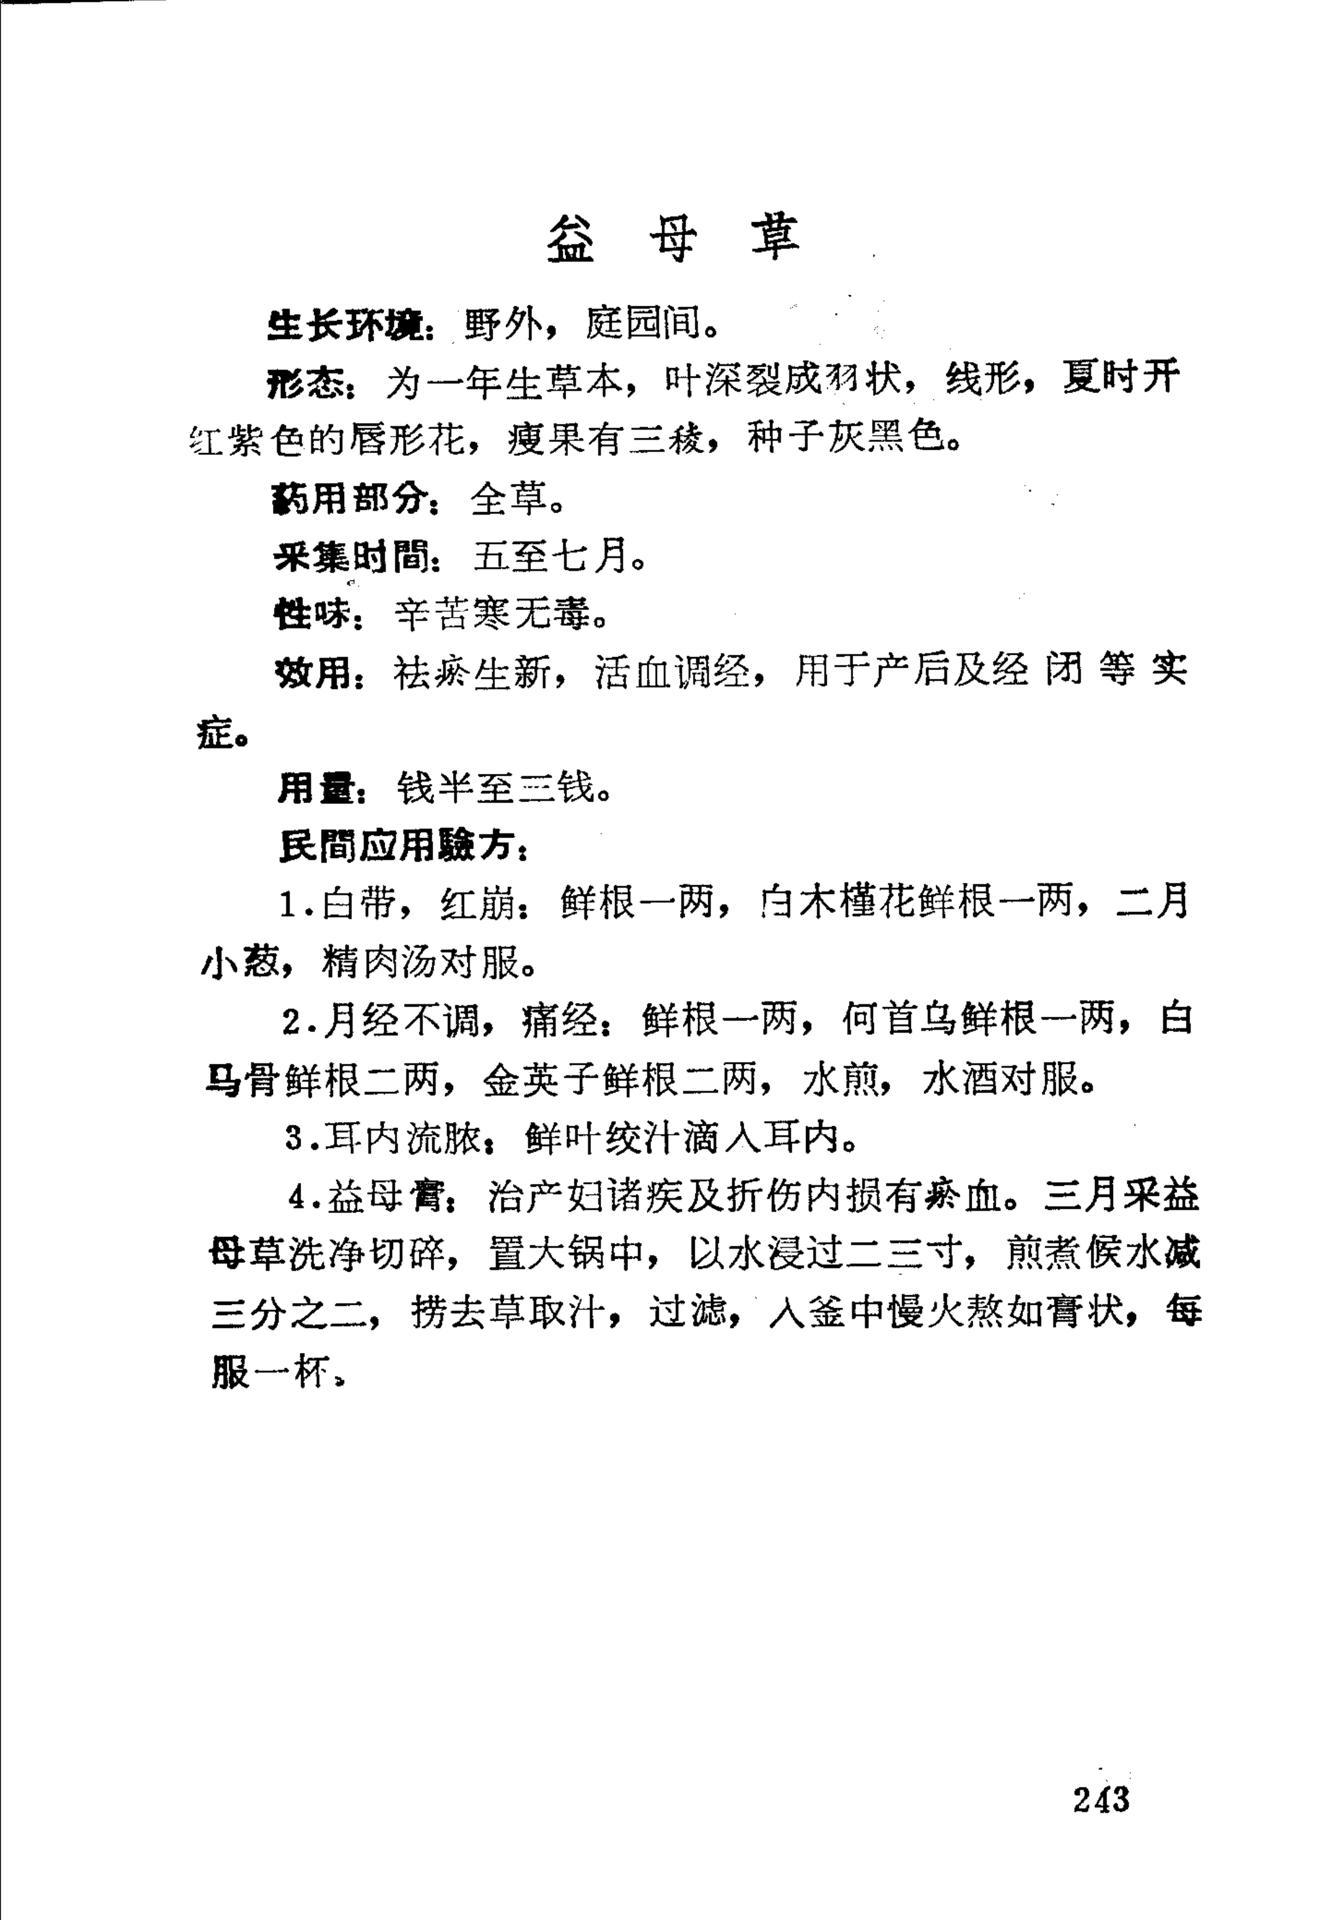 益母草
生长环境：野外，庭园间。
形态：为一年生草本，叶深裂成羽状，线形，夏时开
红紫色的唇形花，瘦果有三稜，种子灰黑色。
药用部分：全草。
采集时間：五至七月。
性味：辛苦寒无毒。
效用：祛瘀生新，活血调经，用于产后及经闭等实
症。
用量：钱半至三钱。
民間应用驗方：
1.白带，红崩：鲜根一两，白木槿花鲜根一两，二月
小葱，精肉汤对服。
2.月经不调，痛经：鲜根一两，何首乌鲜根一两，白
马骨鲜根二两，金英子鲜根二两，水煎，水酒对服。
3.耳内流脓：鲜叶绞汁滴入耳内。
4.益母膏：治产妇诸疾及折伤内损有瘀血。三月采益
母草洗净切碎，置大锅中，以水浸过二三寸，煎煮候水减
三分之二，捞去草取汁，过滤，入釜中慢火熬如膏状，每
服一杯。
243